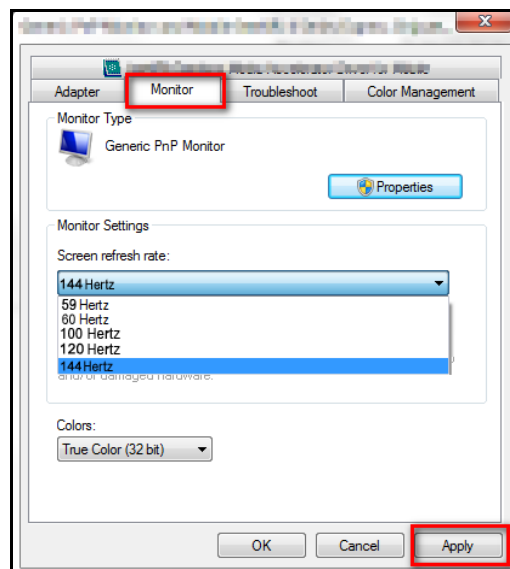 Adapter
Monitor
Troubleshoot
Color Management
Monitor Type
Generic PnP Monitor
Properties
Monitor Settings
Screen refresh rate:
144 Hertz
59 Hertz
60 Hertz
100 Hertz
120 Hertz
144 Hertz
and/or damaged hardware.
Colors:
True Color (32 bit)
OK
Cancel
Apply